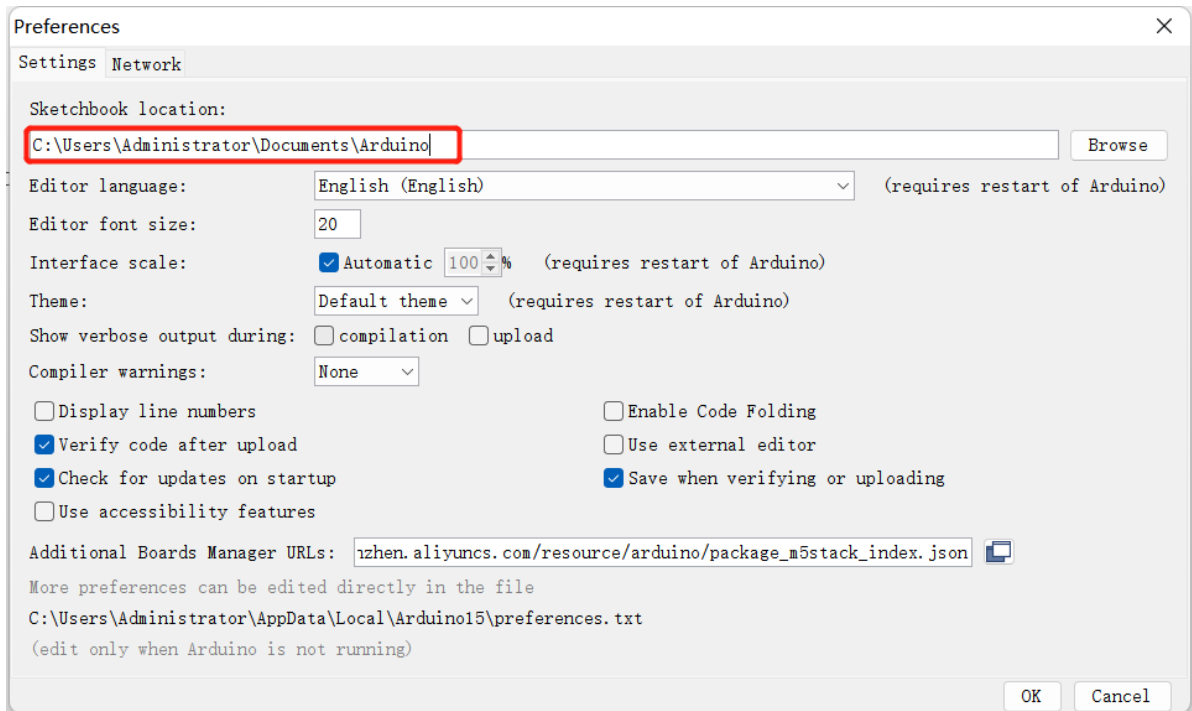 Preferences
Settings Network
Sketchbook location:
C:\Users\Administrator\Documents\Arduino Browse
Editor language: English (English) (requires restart of Arduino)
Editor font size: 20
Interface scale: Automatic 100 % (requires restart of Arduino)
Theme: Default theme (requires restart of Arduino)
Show verbose output during: compilation upload
Compiler warnings: None
Display line numbers Enable Code Folding
Verify code after upload Use external editor
Check for updates on startup Save when verifying or uploading
Use accessibility features
Additional Boards Manager URLs: nzhen.aliyuncs.com/resource/arduino/package_m5stack_index.json
More preferences can be edited directly in the file
C:\Users\Administrator\AppData\Local\Arduino15\preferences.txt
(edit only when Arduino is not running)
OK Cancel